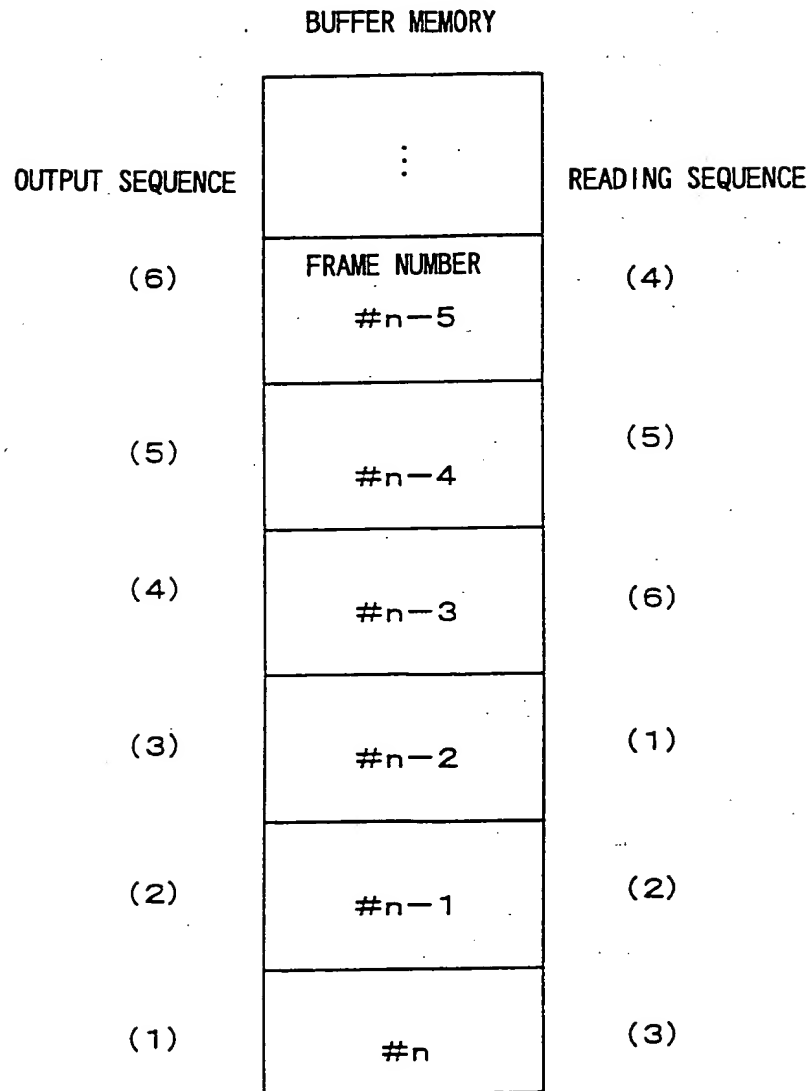 BUFFER MEMORY
⋮
OUTPUT SEQUENCE
READING SEQUENCE
(6)
FRAME NUMBER
(4)
#n-5
(5)
(5)
#n-4
(4)
#n-3
(6)
(3)
#n-2
(1)
(2)
#n-1
(2)
(1)
#n
(3)